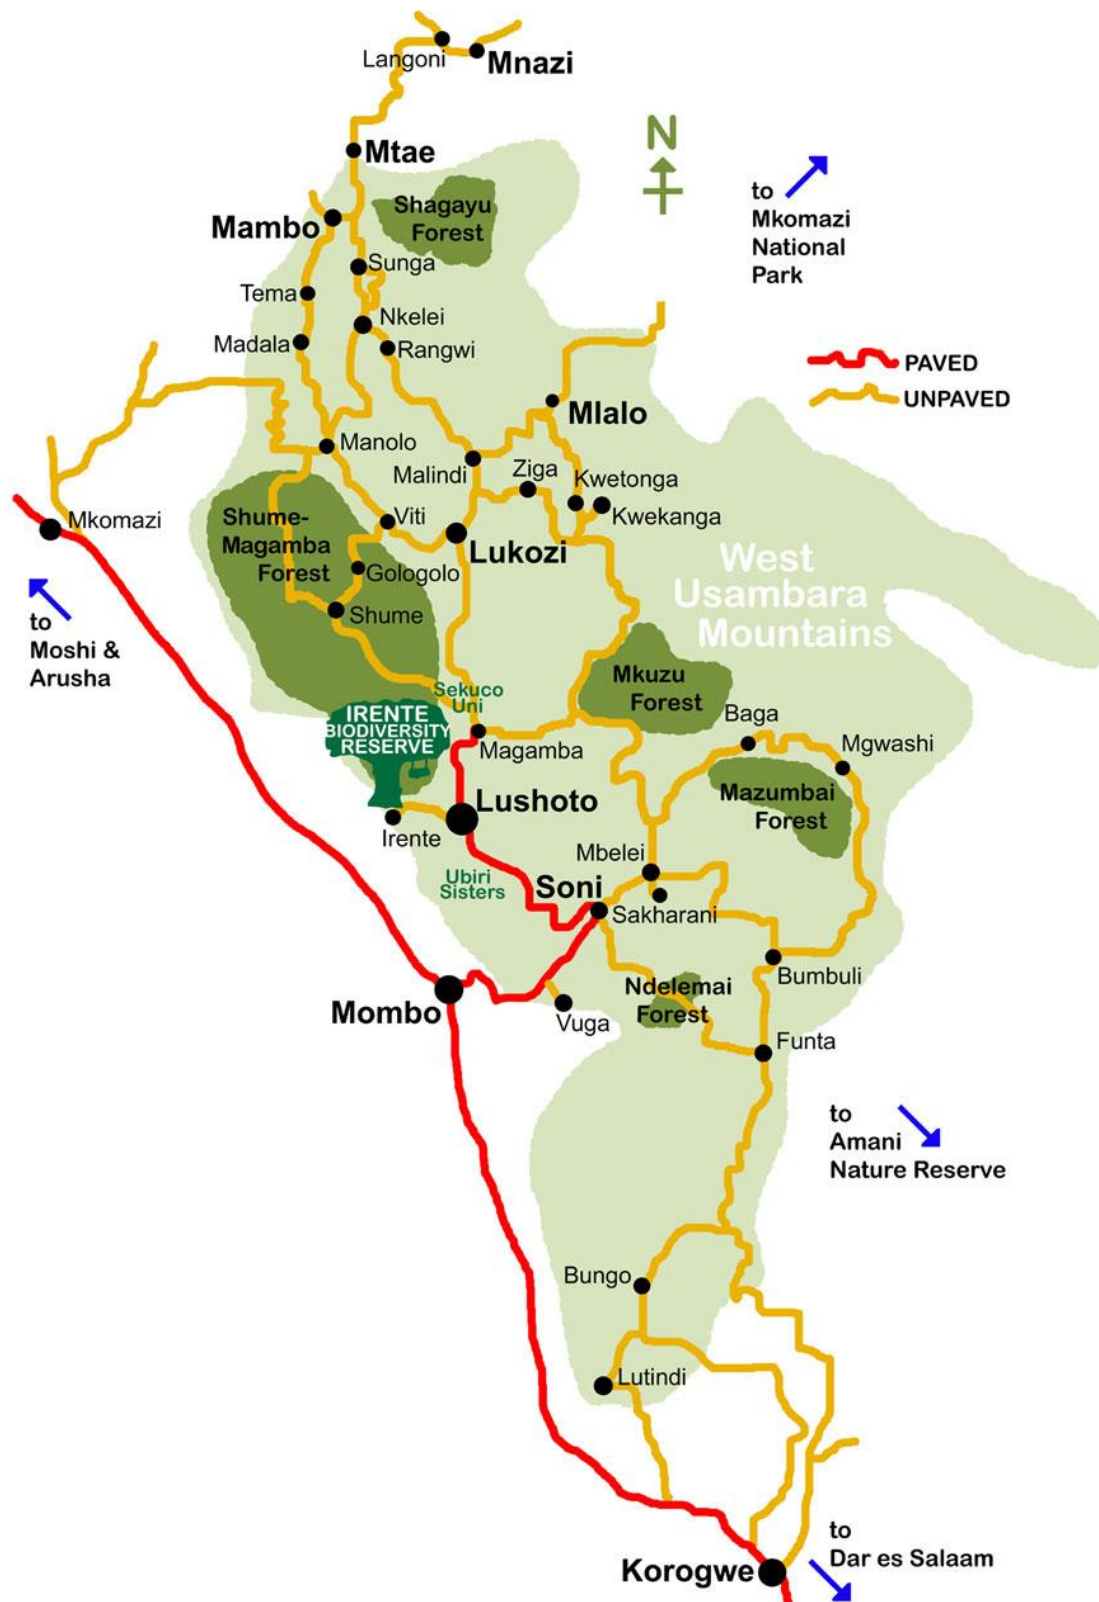 Langoni
Mnazi
Mtae
N
to
Mkomazi
National
Park
Shagayu
Forest
Mambo
Sunga
Tema
Nkelei
Madala
Rangwi
PAVED
UNPAVED
Mlalo
Manolo
Malindi
Ziga
Kwetonga
Kwekanga
Mkomazi
Shume-
Magamba
Forest
Viti
Lukozi
Gologolo
Shume
West
Usambara
Mountains
to
Moshi &
Arusha
Mkuzu
Forest
Sekuco
Uni
IRENTE
BIODIVERSITY
RESERVE
Magamba
Baga
Mgwashi
Mazumbai
Forest
Lushoto
Irente
Mbelei
Ubiri
Sisters
Soni
Sakharani
Bumbuli
Ndelemai
Forest
Mombo
Vuga
Funta
to
Amani
Nature Reserve
Bungo
Lutindi
to
Dar es Salaam
Korogwe